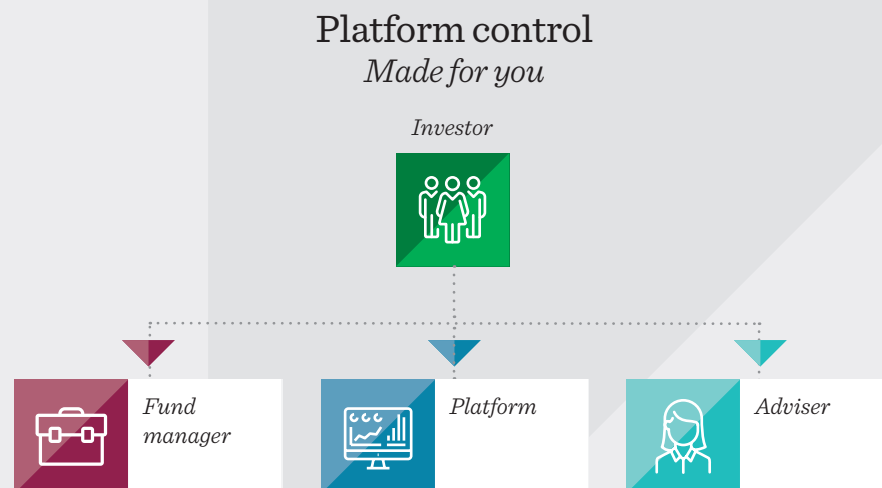 Platform control
Made for you
Investor
Fund
manager
Platform
Adviser